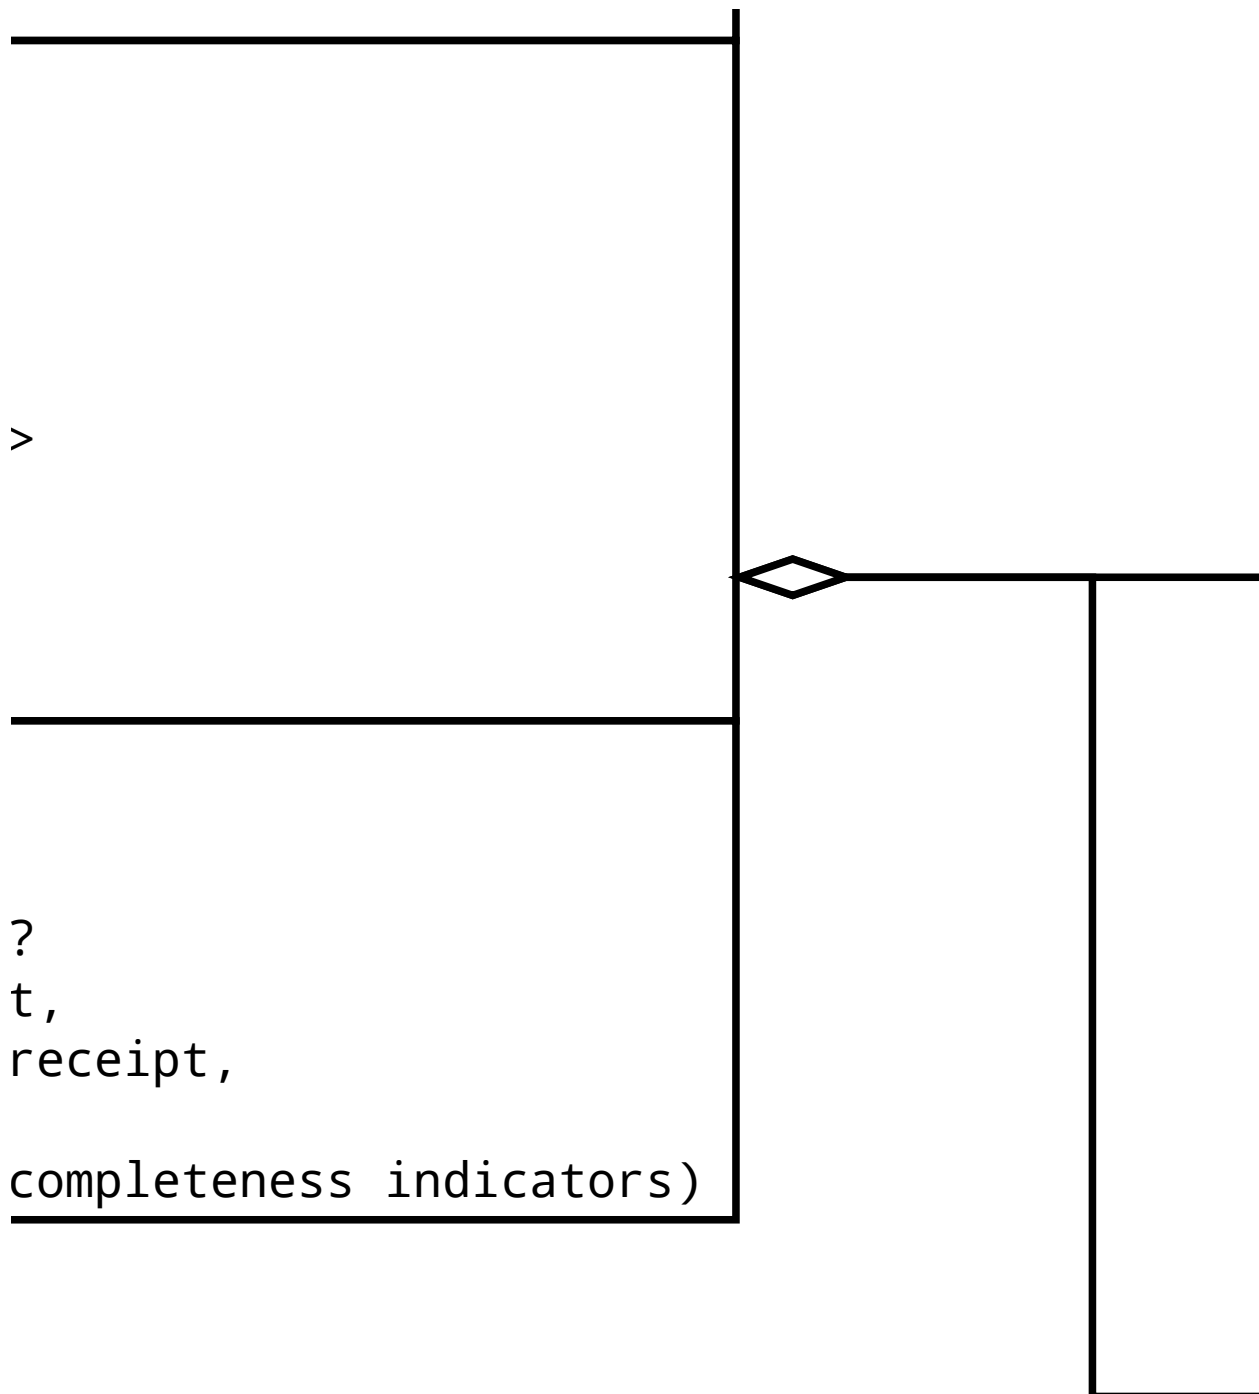 >
?
t,
receipt,
completeness indicators)